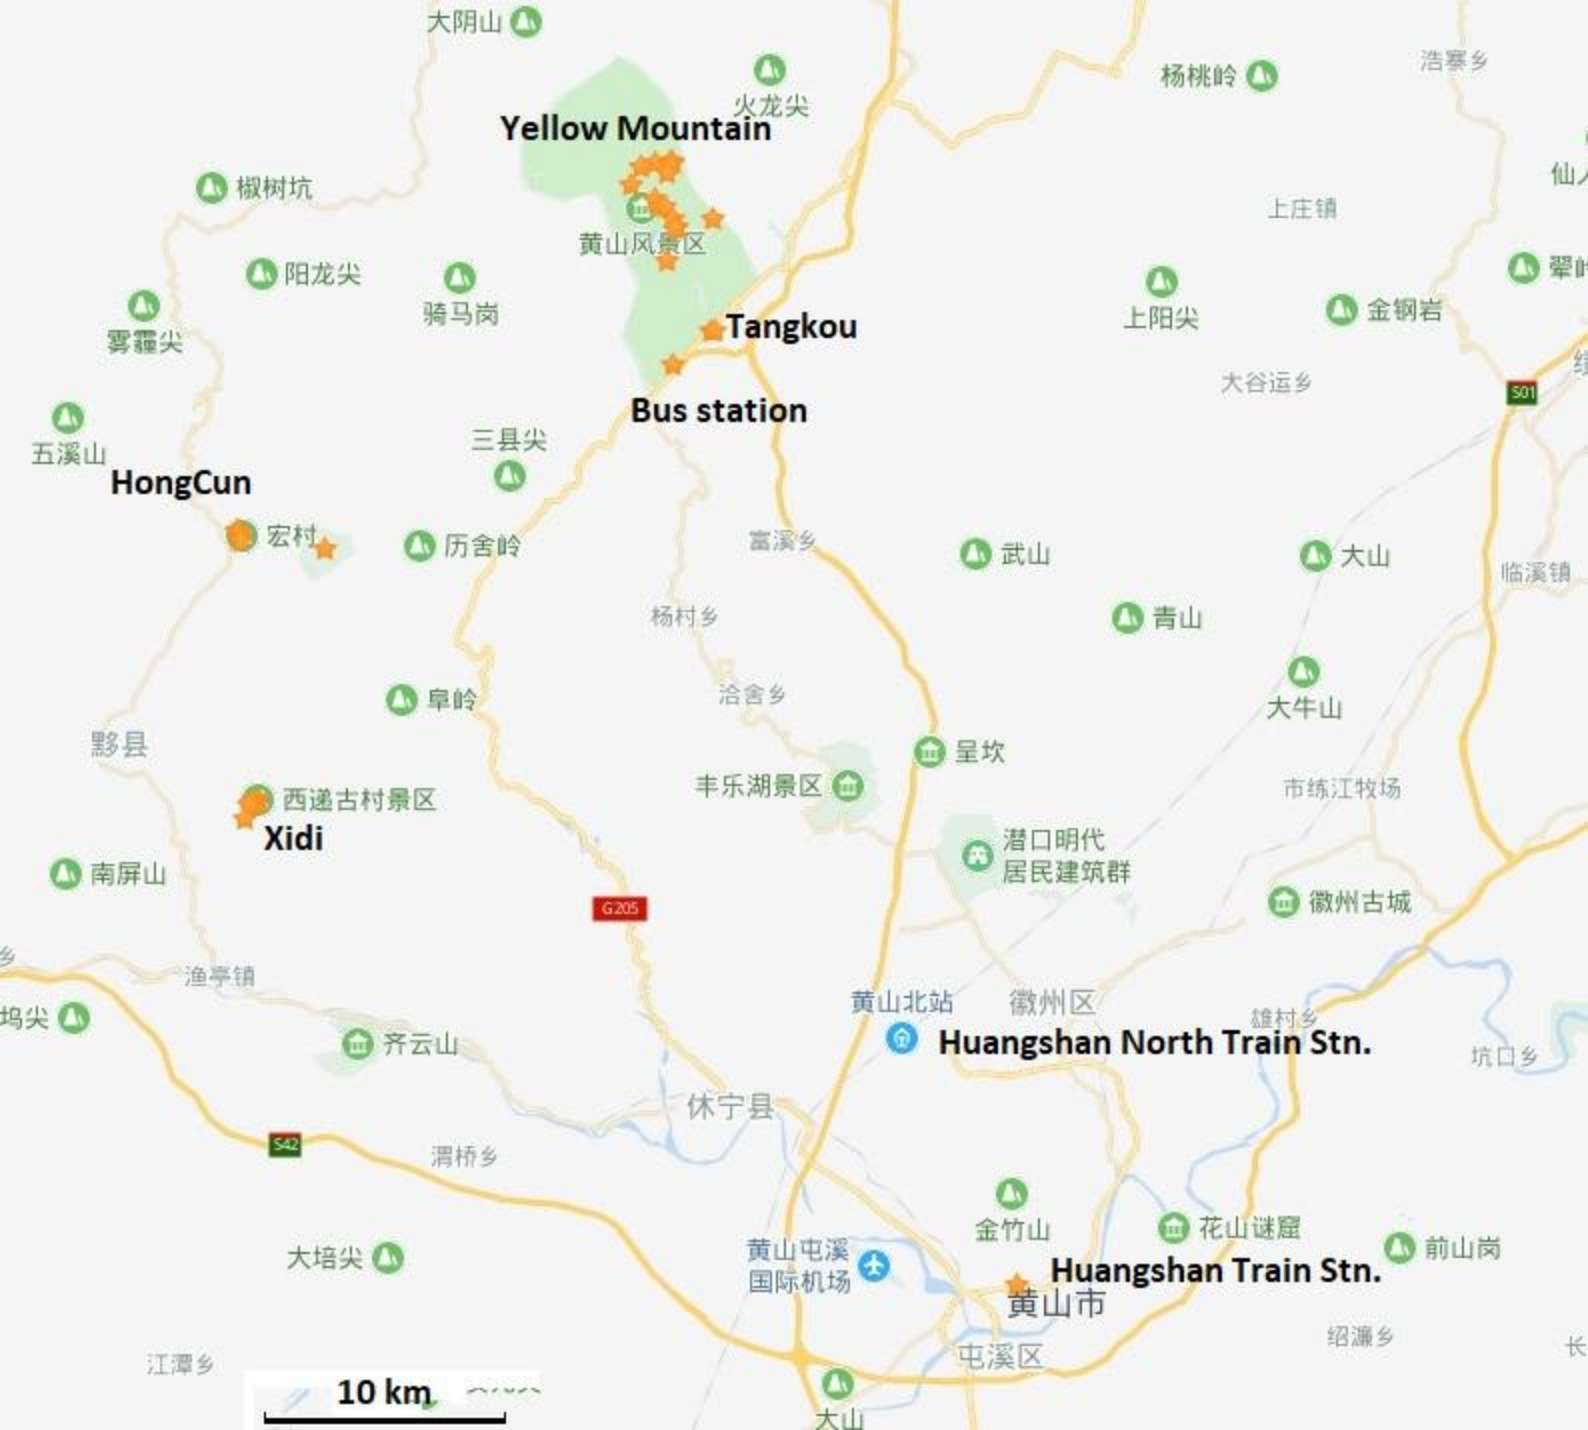 大阴山
火龙尖
杨桃岭
浩寨乡
Yellow Mountain
椒树坑
仙人
上庄镇
黄山风景区
阳龙尖
骑马岗
雾霾尖
上阳尖
金钢岩
翚岭
Tangkou
大谷运乡
S01
Bus station
五溪山
三县尖
HongCun
宏村
历舍岭
富溪乡
武山
大山
临溪镇
杨村乡
青山
阜岭
洽舍乡
大牛山
黟县
呈坎
丰乐湖景区
市练江牧场
西递古村景区
Xidi
潜口明代
居民建筑群
南屏山
G205
徽州古城
乡
渔亭镇
黄山北站
徽州区
坞尖
雄村乡
齐云山
Huangshan North Train Stn.
坑口乡
休宁县
S42
渭桥乡
金竹山
花山谜窟
前山岗
大培尖
黄山屯溪
国际机场
Huangshan Train Stn.
黄山市
绍濂乡
长
江潭乡
屯溪区
10 km
大山